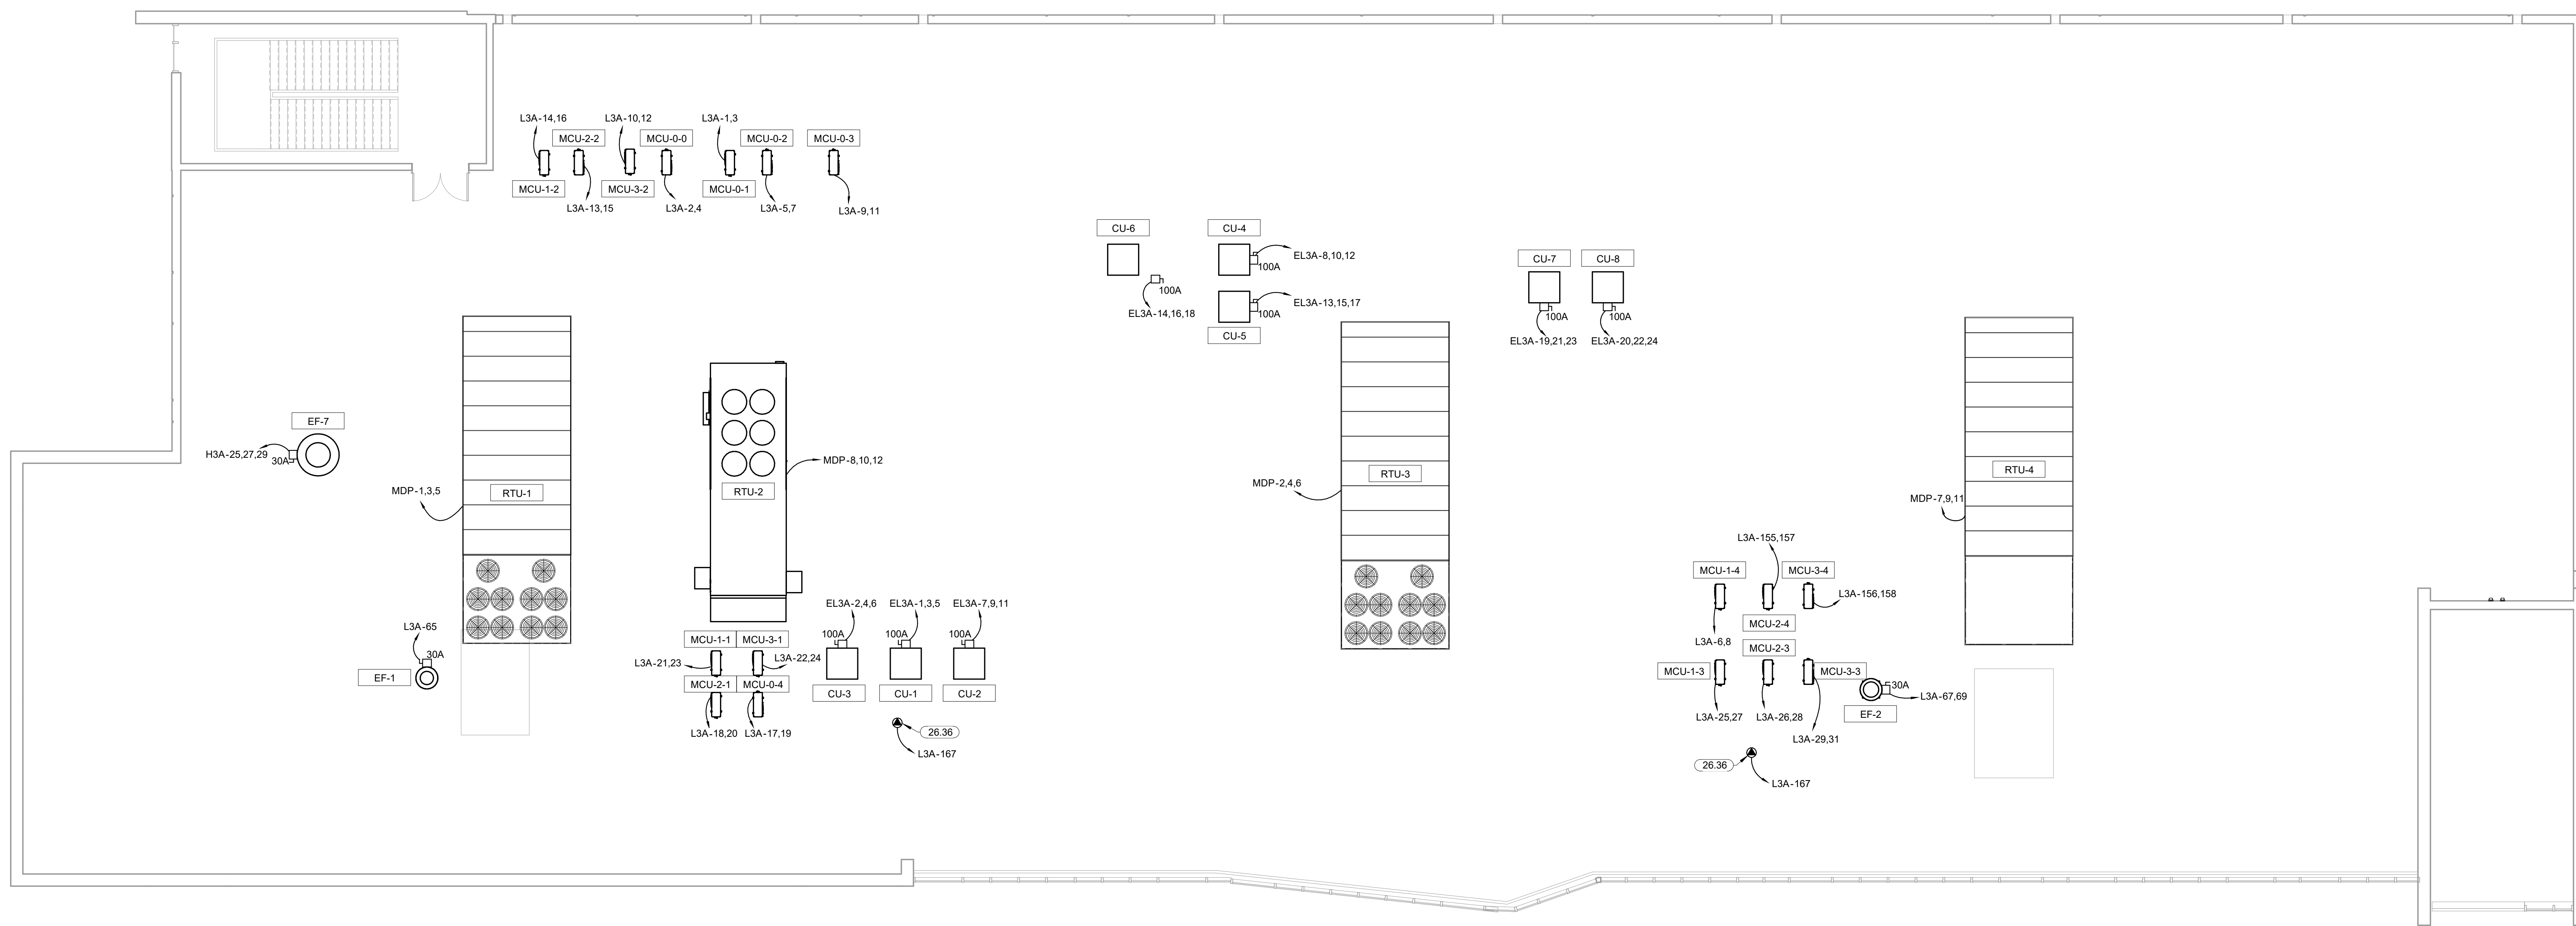 L3A-14,16
L3A-10,12
L3A-1,3
MCU-2-2
MCU-0-0
MCU-0-2
MCU-0-3
MCU-1-2
MCU-3-2
MCU-0-1
L3A-13,15
L3A-2,4
L3A-5,7
L3A-9,11
CU-6
CU-4
EL3A-8,10,12
100A
CU-7
CU-8
100A
EL3A-14,16,18
EL3A-13,15,17
100A
CU-5
100A
100A
EL3A-19,21,23
EL3A-20,22,24
EF-7
H3A-25,27,29
30A
MDP-8,10,12
RTU-3
RTU-4
MDP-1,3,5
RTU-1
RTU-2
MDP-2,4,6
MDP-7,9,11
L3A-155,157
MCU-1-4
MCU-3-4
L3A-156,158
EL3A-2,4,6
EL3A-1,3,5
EL3A-7,9,11
L3A-65
100A
100A
100A
MCU-2-4
MCU-1-1
MCU-3-1
L3A-6,8
MCU-2-3
30A
L3A-21,23
L3A-22,24
MCU-1-3
MCU-3-3
EF-1
MCU-2-1
MCU-0-4
CU-3
CU-1
CU-2
30A
L3A-67,69
L3A-25,27
L3A-26,28
EF-2
L3A-18,20
L3A-17,19
26.36
L3A-29,31
L3A-167
26.36
L3A-167